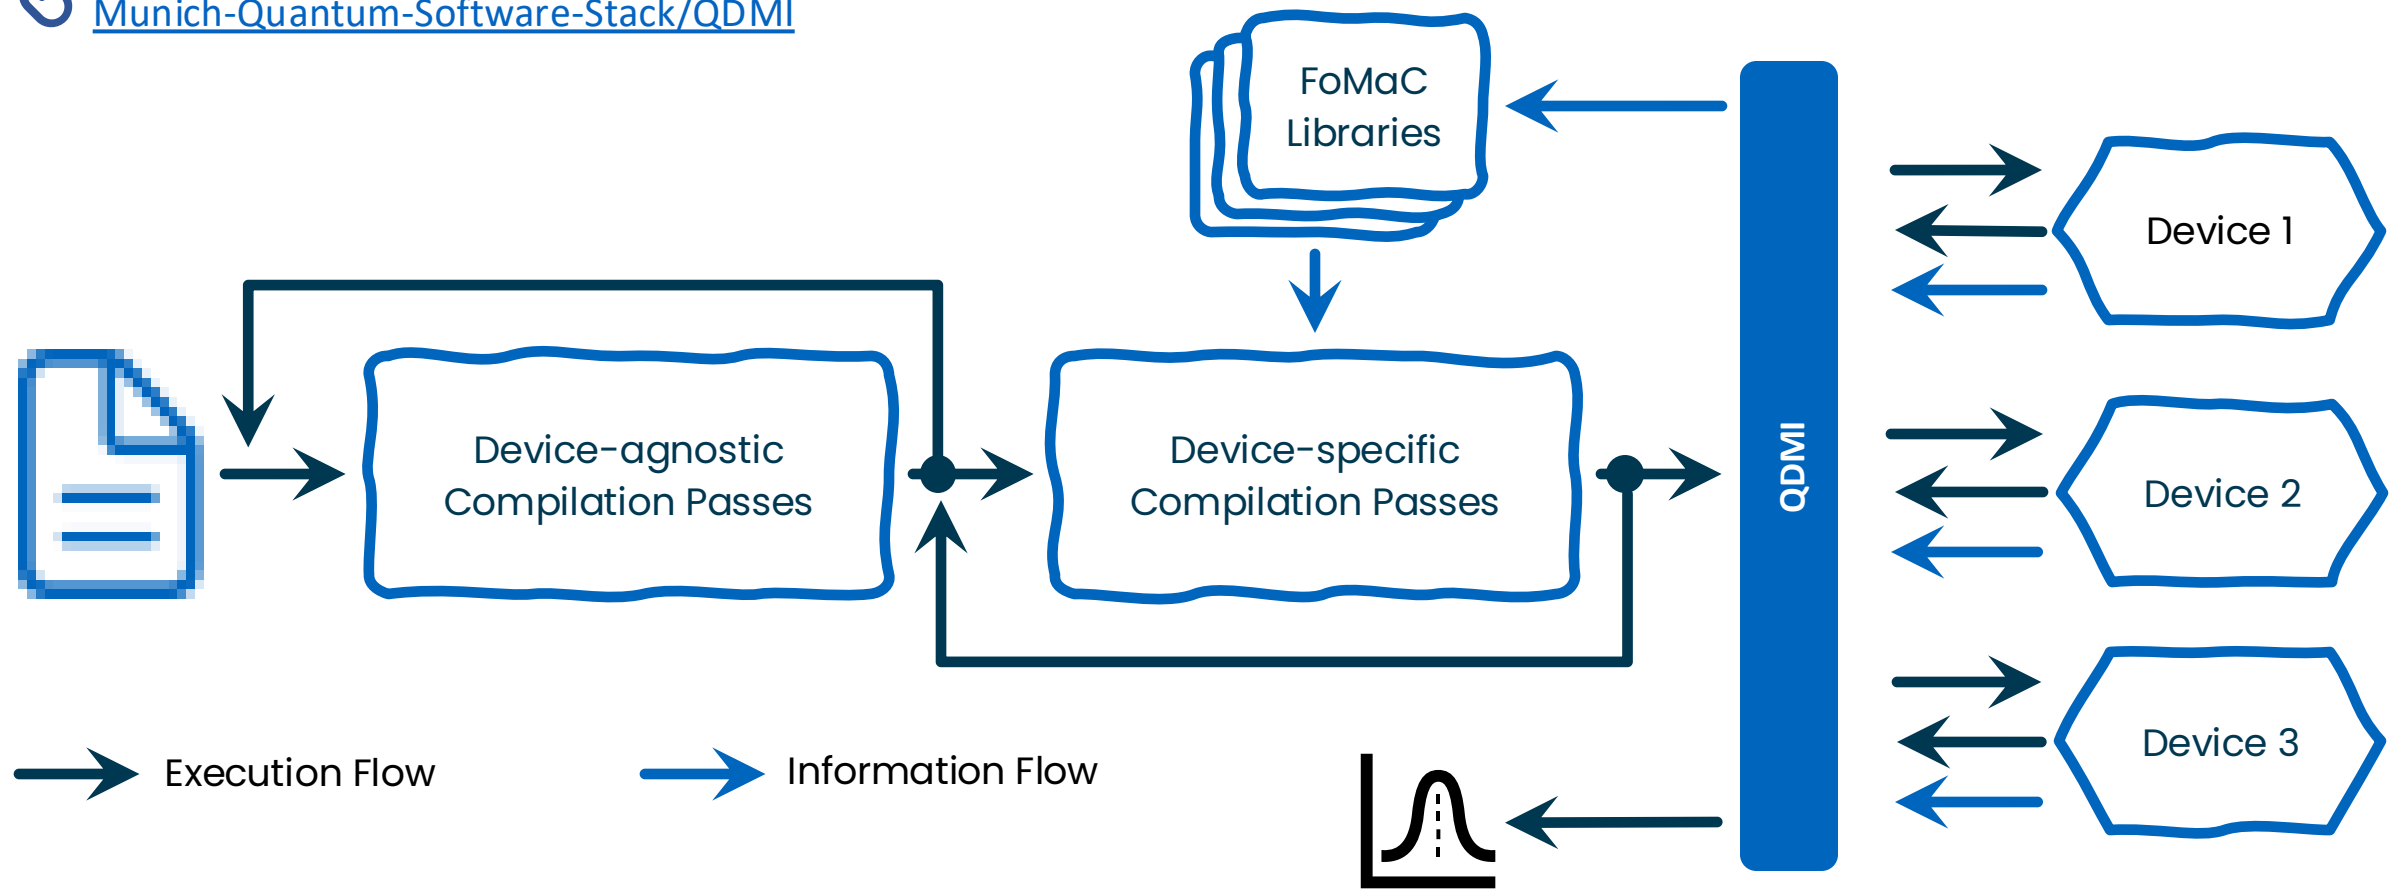 Munich-Quantum-Software-Stack/QDMI
FoMaC
Libraries
Device 1
Device-agnostic
Compilation Passes
Device-specific
Compilation Passes
QDMI
Device 2
Device 3
Execution Flow
Information Flow